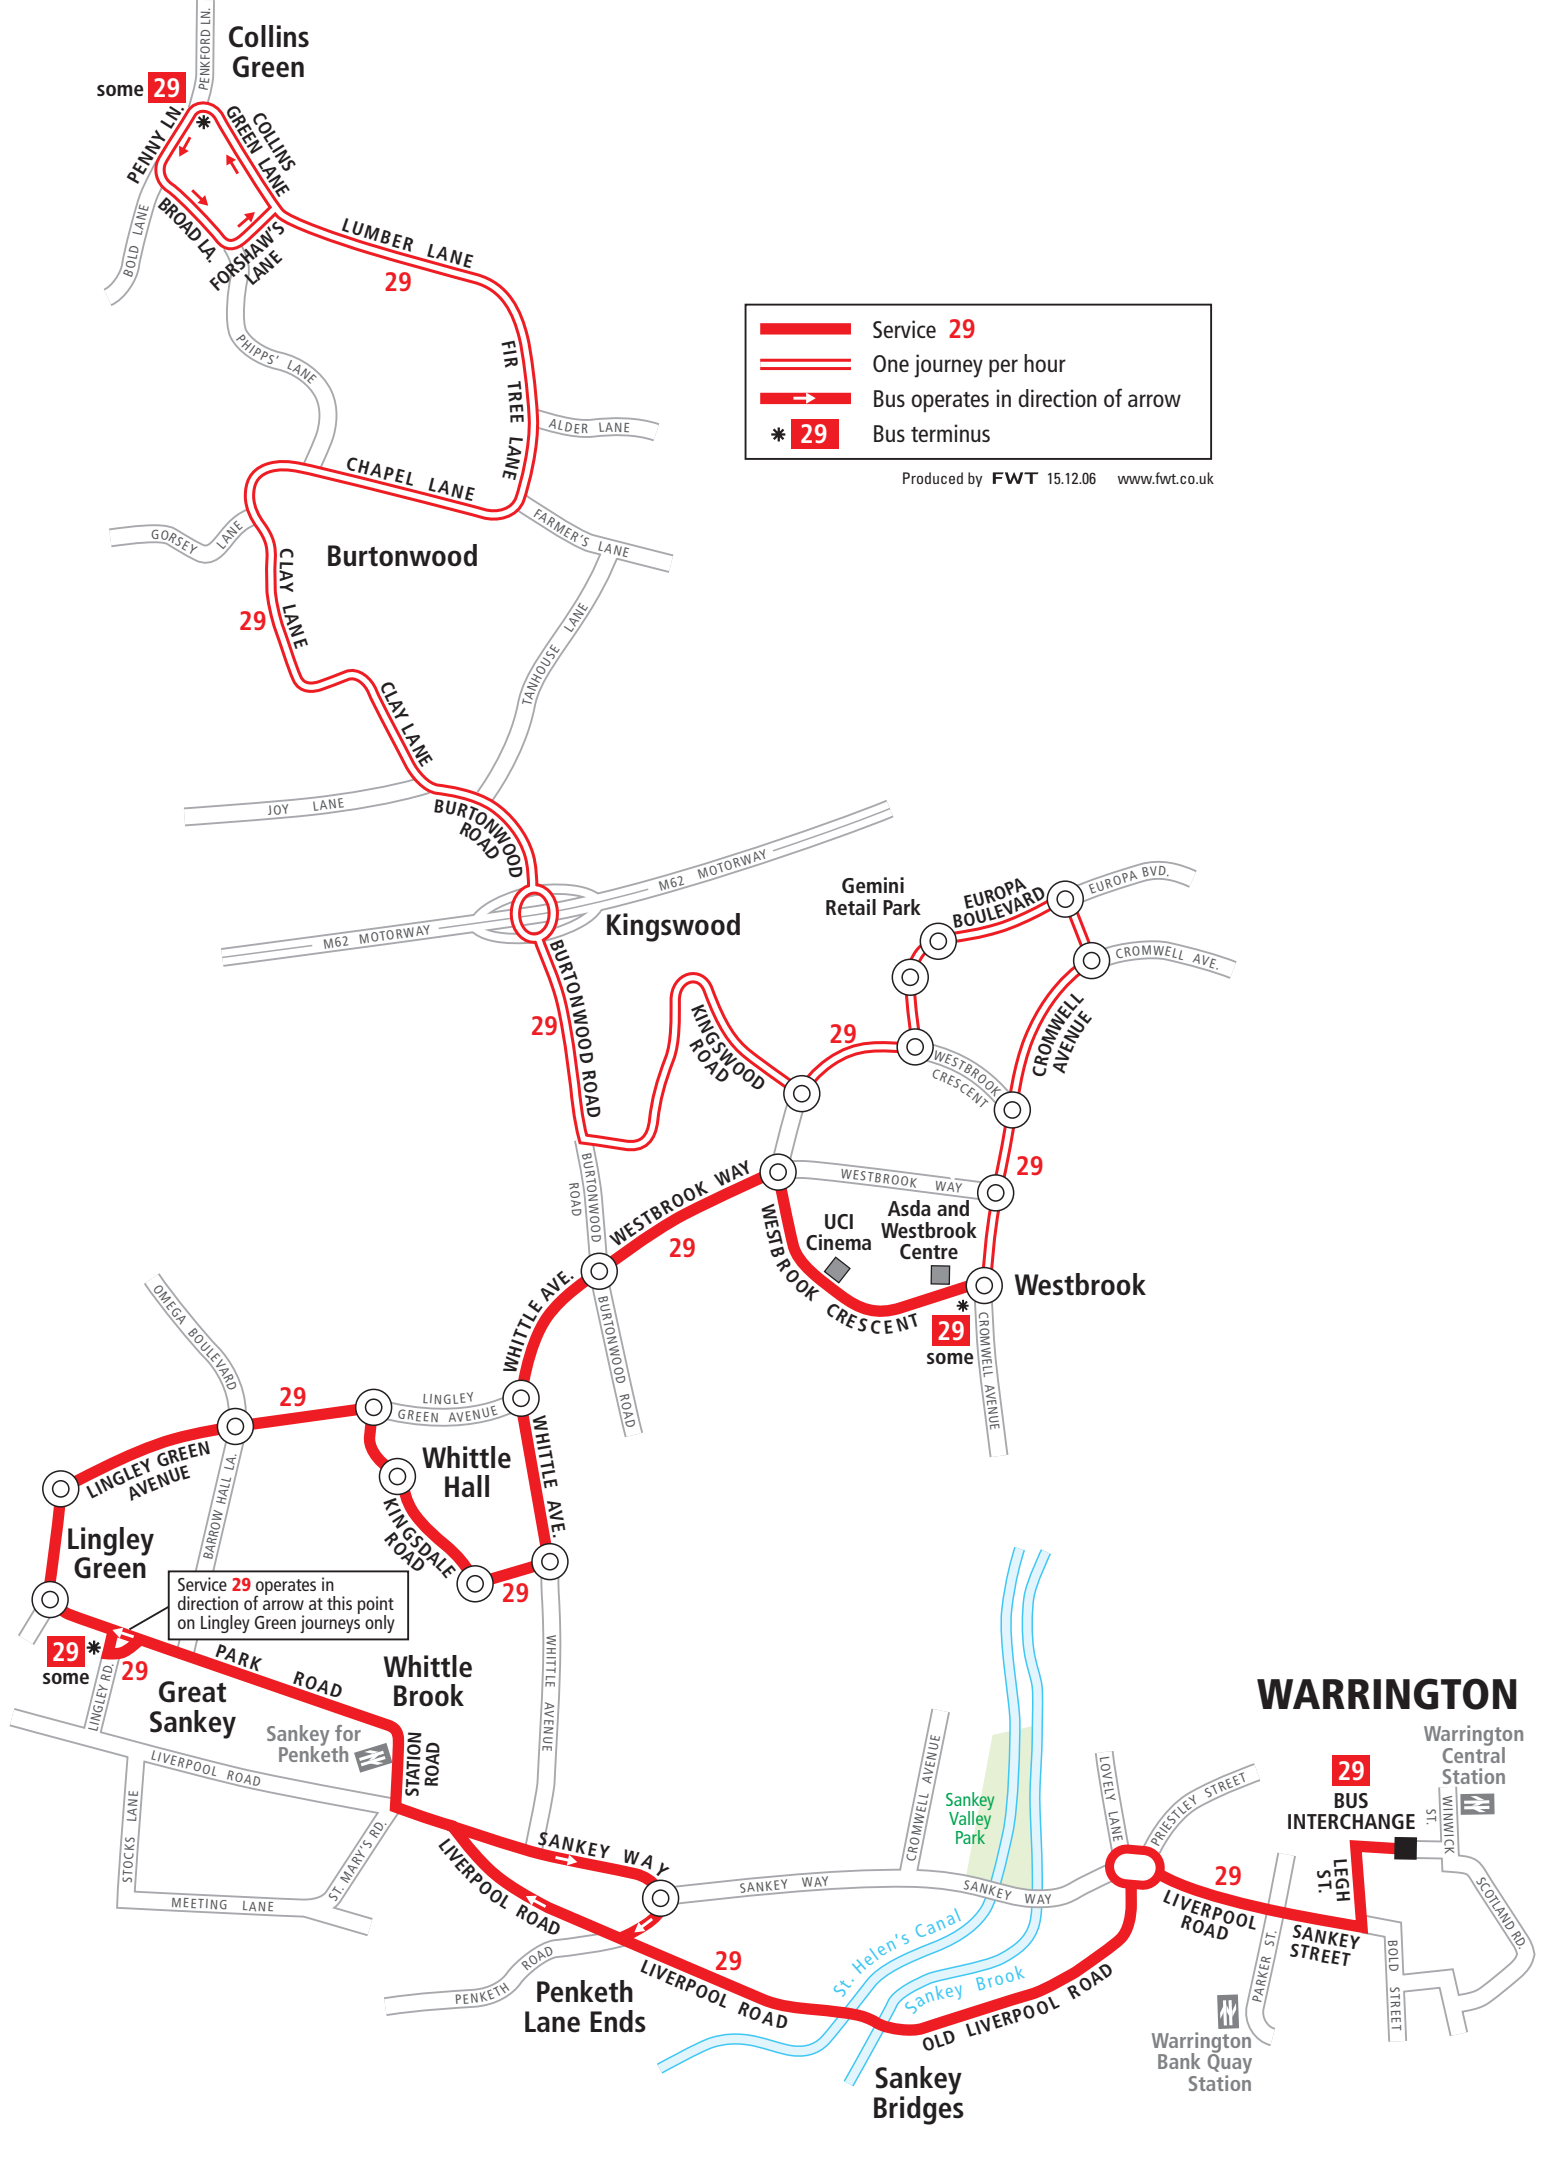 PENKFORD LN.
Collins
Green
some 29
PENNY LN.
COLLINS
GREEN LANE
BOLD LANE
BROAD LA.
FORSHAW'S
LANE
LUMBER LANE
29
PHIPPS' LANE
FIR TREE LANE
ALDER LANE
Service 29
One journey per hour
Bus operates in direction of arrow
29 Bus terminus
Produced by FWT 15.12.06 www.fwt.co.uk
CHAPEL LANE
GORSEY LANE
FARMER'S LANE
Burtonwood
CLAY LANE
29
TANHOUSE LANE
CLAY LANE
JOY LANE
BURTONWOOD
ROAD
M62 MOTORWAY
M62 MOTORWAY
Kingswood
Gemini
Retail Park
EUROPA
BOULEVARD
EUROPA BVD.
CROMWELL AVE.
BURTONWOOD ROAD
29
KINGSWOOD
ROAD
29
WESTBROOK
CRESCENT
CROMWELL
AVENUE
29
BURTONWOOD
ROAD
WESTBROOK WAY
29
WESTBROOK WAY
UCI
Cinema
Asda and
Westbrook
Centre
WESTBROOK CRESCENT
Westbrook
29
some
CROMWELL AVENUE
WHITTLE AVE.
BURTONWOOD ROAD
OMEGA BOULEVARD
29
LINGLEY
GREEN AVENUE
LINGLEY GREEN
AVENUE
BARROW HALL LA.
Whittle
Hall
WHITTLE AVE.
KINGSDALE
ROAD
29
Lingley
Green
Service 29 operates in
direction of arrow at this point
on Lingley Green journeys only
29
some
29
LINGLEY RD.
PARK ROAD
Great
Sankey
Whittle
Brook
WHITTLE AVENUE
Sankey for
Penketh
STATION
ROAD
LIVERPOOL ROAD
STOCKS LANE
ST. MARY'S RD.
MEETING LANE
SANKEY WAY
LIVERPOOL ROAD
PENKETH ROAD
Penketh
Lane Ends
29
LIVERPOOL ROAD
SANKEY WAY
CROMWELL AVENUE
Sankey
Valley
Park
SANKEY WAY
St. Helen's Canal
Sankey Brook
OLD LIVERPOOL ROAD
Sankey
Bridges
LOVELY LANE
PRIESTLEY STREET
29
LIVERPOOL
ROAD
PARKER ST.
SANKEY
STREET
LEGH
ST.
WARRINGTON
Warrington
Central
Station
29
BUS
INTERCHANGE
WINWICK
ST.
SCOTLAND RD.
BOLD STREET
Warrington
Bank Quay
Station